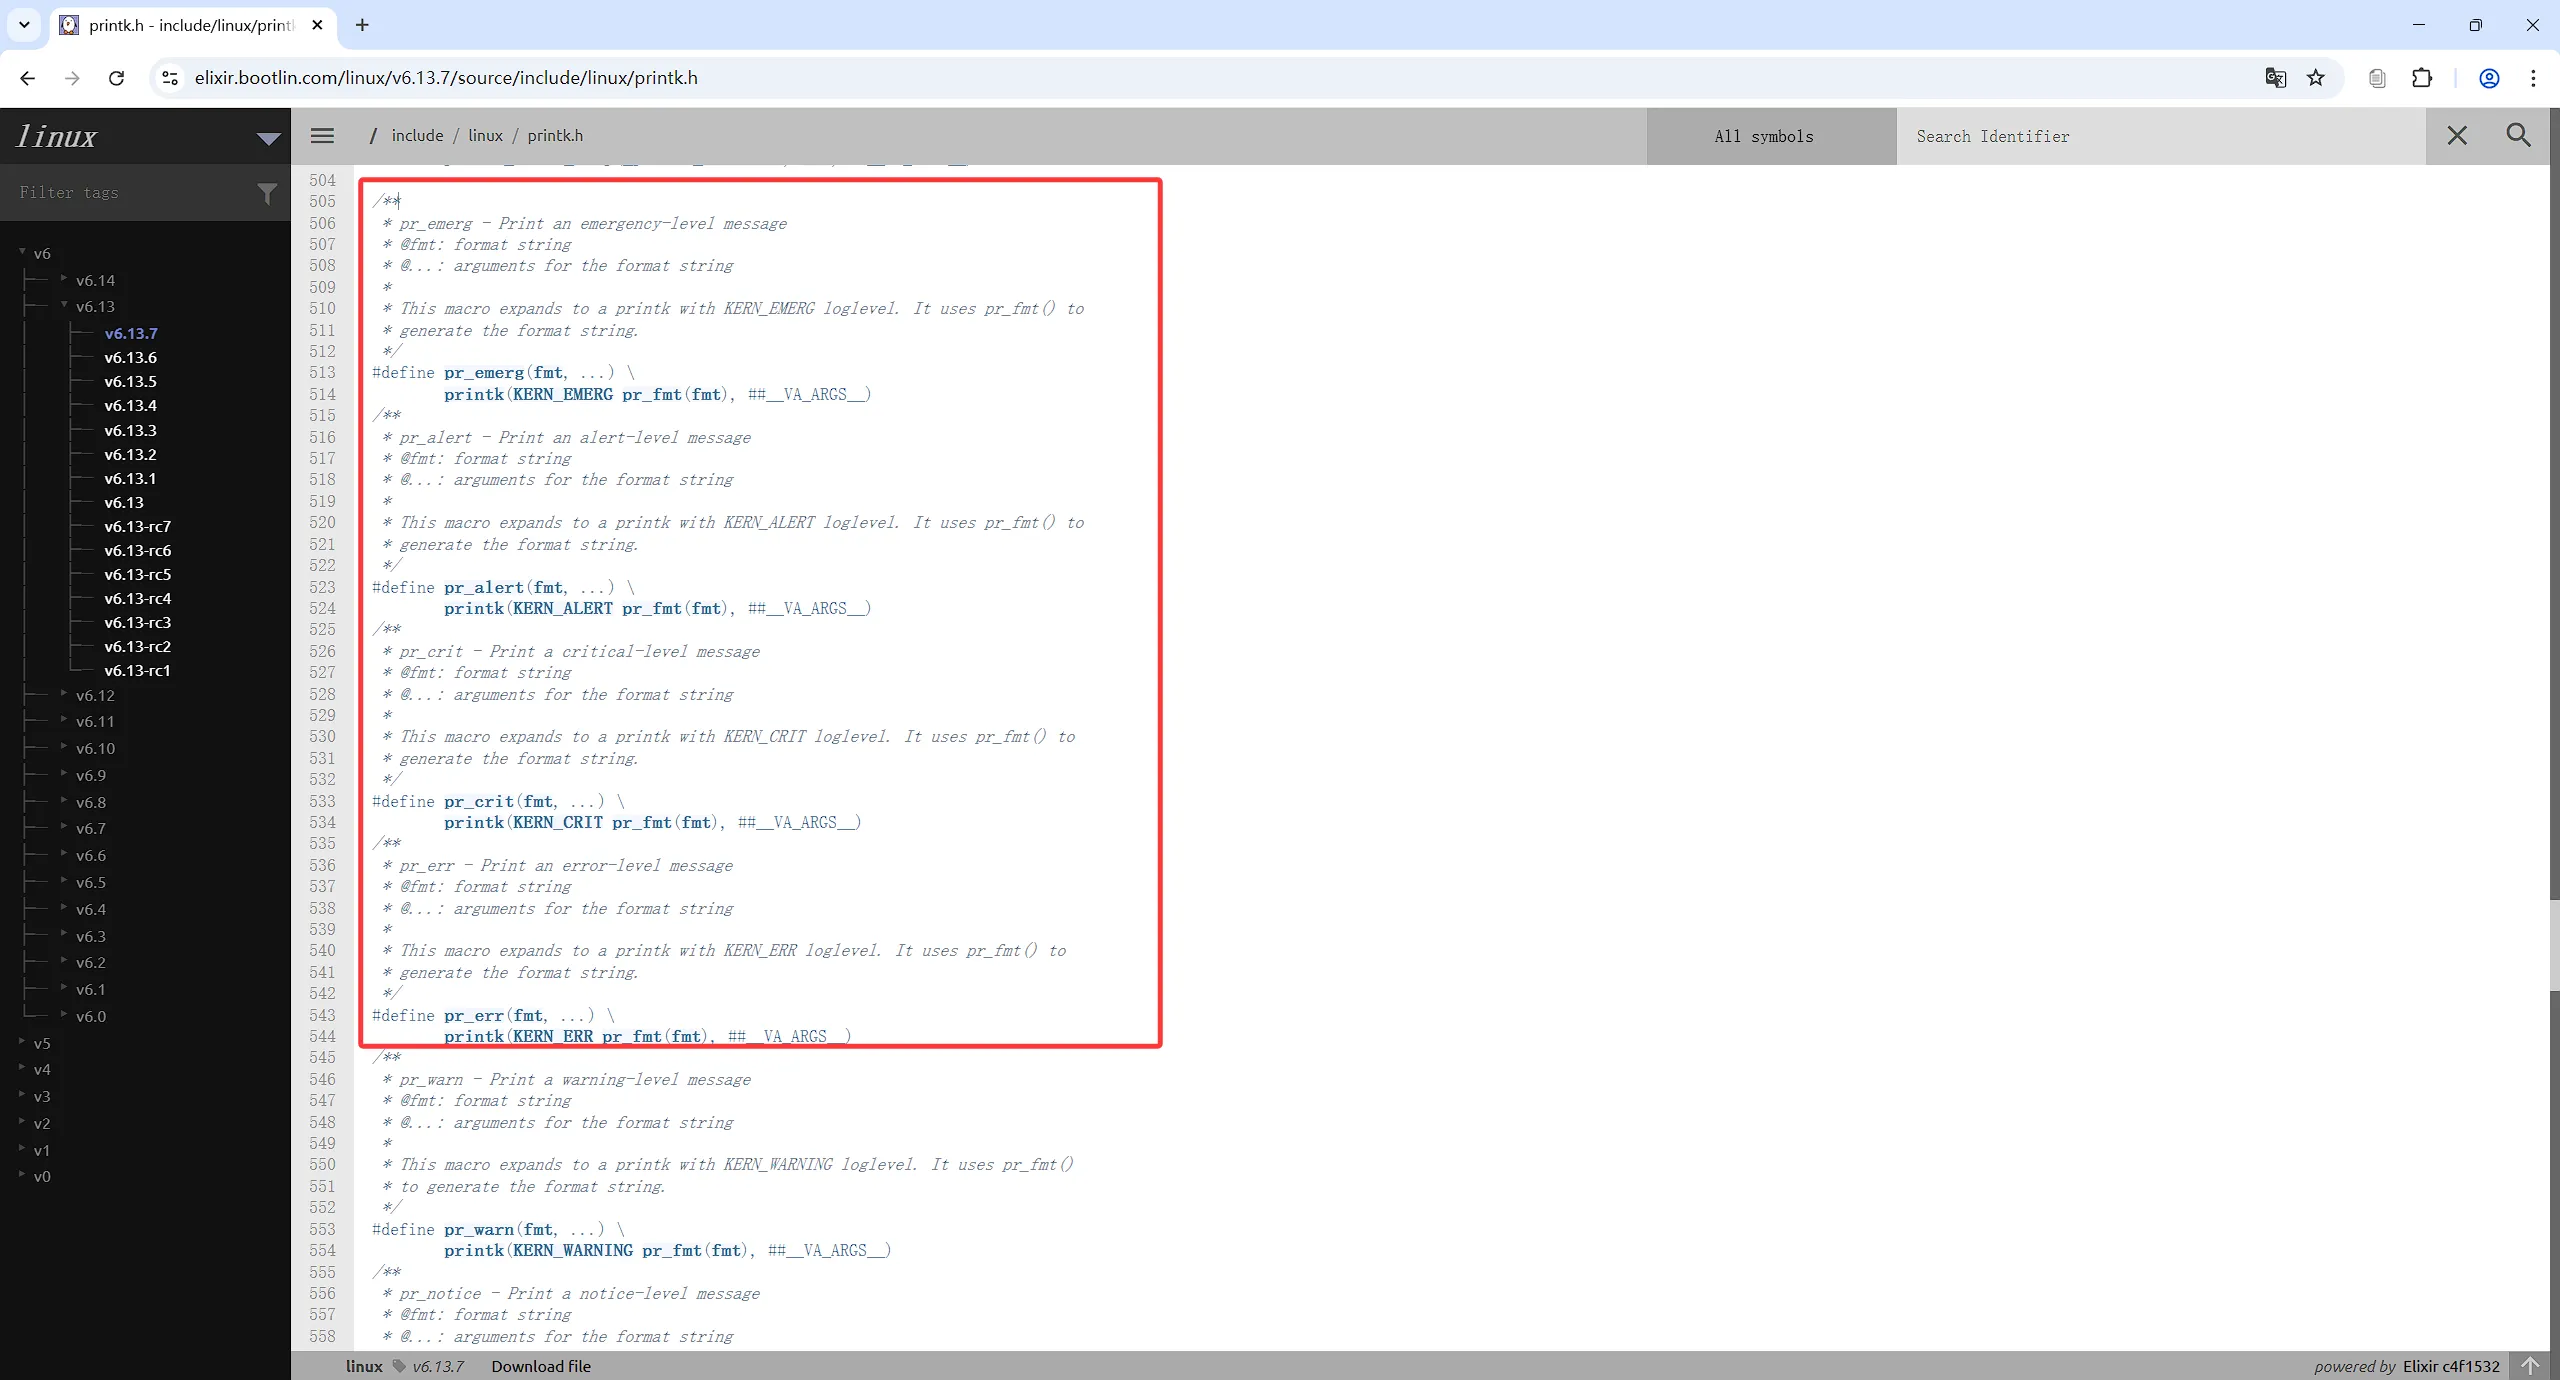 printk.h - include/linux/print
elixir.bootlin.com/linux/v6.13.7/source/include/linux/printk.h
linux
/ include / linux / printk.h
All symbols
Search Identifier
Filter tags
v6
v6.14
v6.13
v6.13.7
v6.13.6
v6.13.5
v6.13.4
v6.13.3
v6.13.2
v6.13.1
v6.13
v6.13-rc7
v6.13-rc6
v6.13-rc5
v6.13-rc4
v6.13-rc3
v6.13-rc2
v6.13-rc1
v6.12
v6.11
v6.10
v6.9
v6.8
v6.7
v6.6
v6.5
v6.4
v6.3
v6.2
v6.1
v6.0
v5
v4
v3
v2
v1
v0
504
505 /**
506 * pr_emerg - Print an emergency-level message
507 * @fmt: format string
508 * @...: arguments for the format string
509 *
510 * This macro expands to a printk with KERN_EMERG loglevel. It uses pr_fmt() to
511 * generate the format string.
512 */
513 #define pr_emerg(fmt, ...) \
514 printk(KERN_EMERG pr_fmt(fmt), ##__VA_ARGS__)
515 /**
516 * pr_alert - Print an alert-level message
517 * @fmt: format string
518 * @...: arguments for the format string
519 *
520 * This macro expands to a printk with KERN_ALERT loglevel. It uses pr_fmt() to
521 * generate the format string.
522 */
523 #define pr_alert(fmt, ...) \
524 printk(KERN_ALERT pr_fmt(fmt), ##__VA_ARGS__)
525 /**
526 * pr_crit - Print a critical-level message
527 * @fmt: format string
528 * @...: arguments for the format string
529 *
530 * This macro expands to a printk with KERN_CRIT loglevel. It uses pr_fmt() to
531 * generate the format string.
532 */
533 #define pr_crit(fmt, ...) \
534 printk(KERN_CRIT pr_fmt(fmt), ##__VA_ARGS__)
535 /**
536 * pr_err - Print an error-level message
537 * @fmt: format string
538 * @...: arguments for the format string
539 *
540 * This macro expands to a printk with KERN_ERR loglevel. It uses pr_fmt() to
541 * generate the format string.
542 */
543 #define pr_err(fmt, ...) \
544 printk(KERN_ERR pr_fmt(fmt), ##__VA_ARGS__)
545 /**
546 * pr_warn - Print a warning-level message
547 * @fmt: format string
548 * @...: arguments for the format string
549 *
550 * This macro expands to a printk with KERN_WARNING loglevel. It uses pr_fmt()
551 * to generate the format string.
552 */
553 #define pr_warn(fmt, ...) \
554 printk(KERN_WARNING pr_fmt(fmt), ##__VA_ARGS__)
555 /**
556 * pr_notice - Print a notice-level message
557 * @fmt: format string
558 * @...: arguments for the format string
linux v6.13.7 Download file
powered by Elixir c4f1532